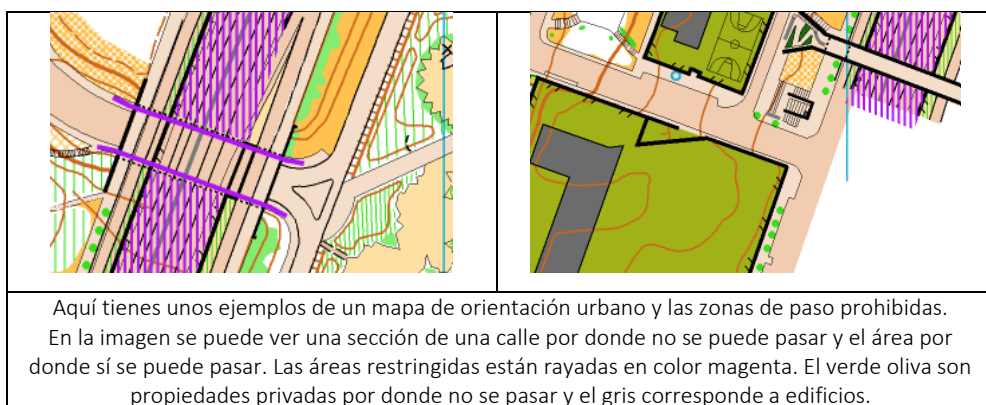 Aquí tienes unos ejemplos de un mapa de orientación urbano y las zonas de paso prohibidas.
En la imagen se puede ver una sección de una calle por donde no se puede pasar y el área por
donde sí se puede pasar. Las áreas restringidas están rayadas en color magenta. El verde oliva son
propiedades privadas por donde no se pasar y el gris corresponde a edificios.